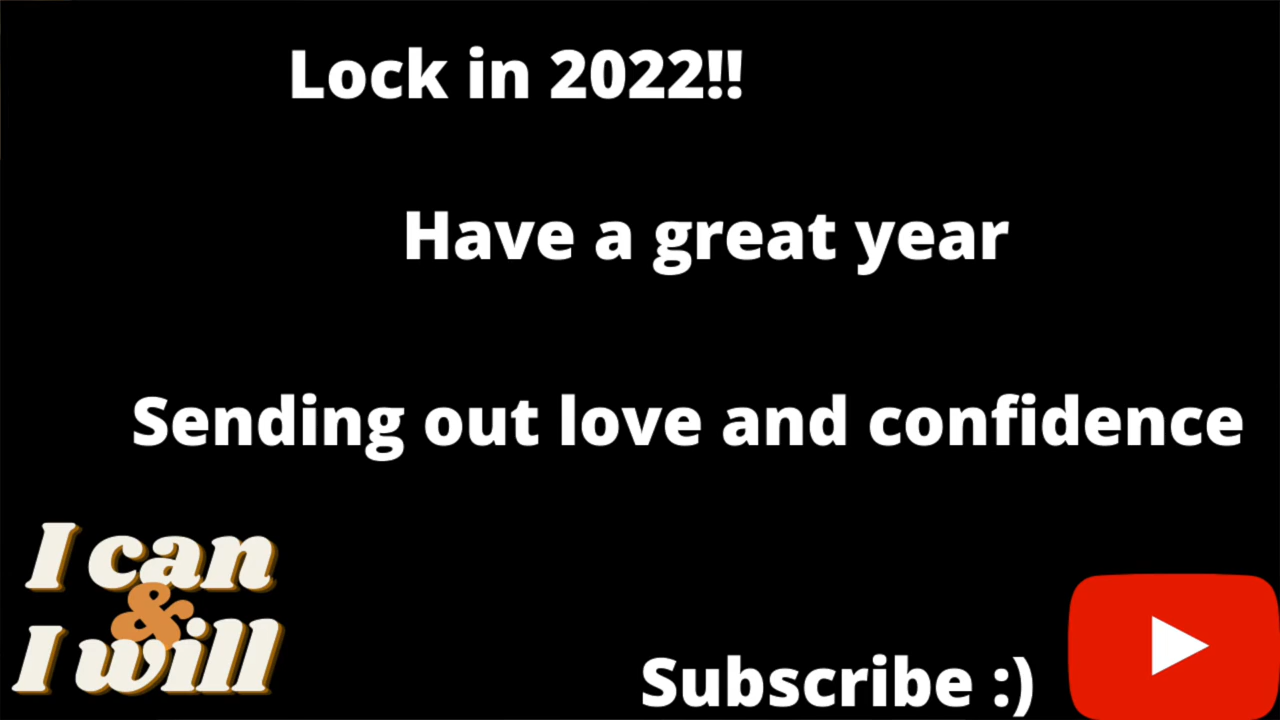 Lock in 2022!!
Have a great year
Sending out love and confidence
I can
&
I will
Subscribe :)